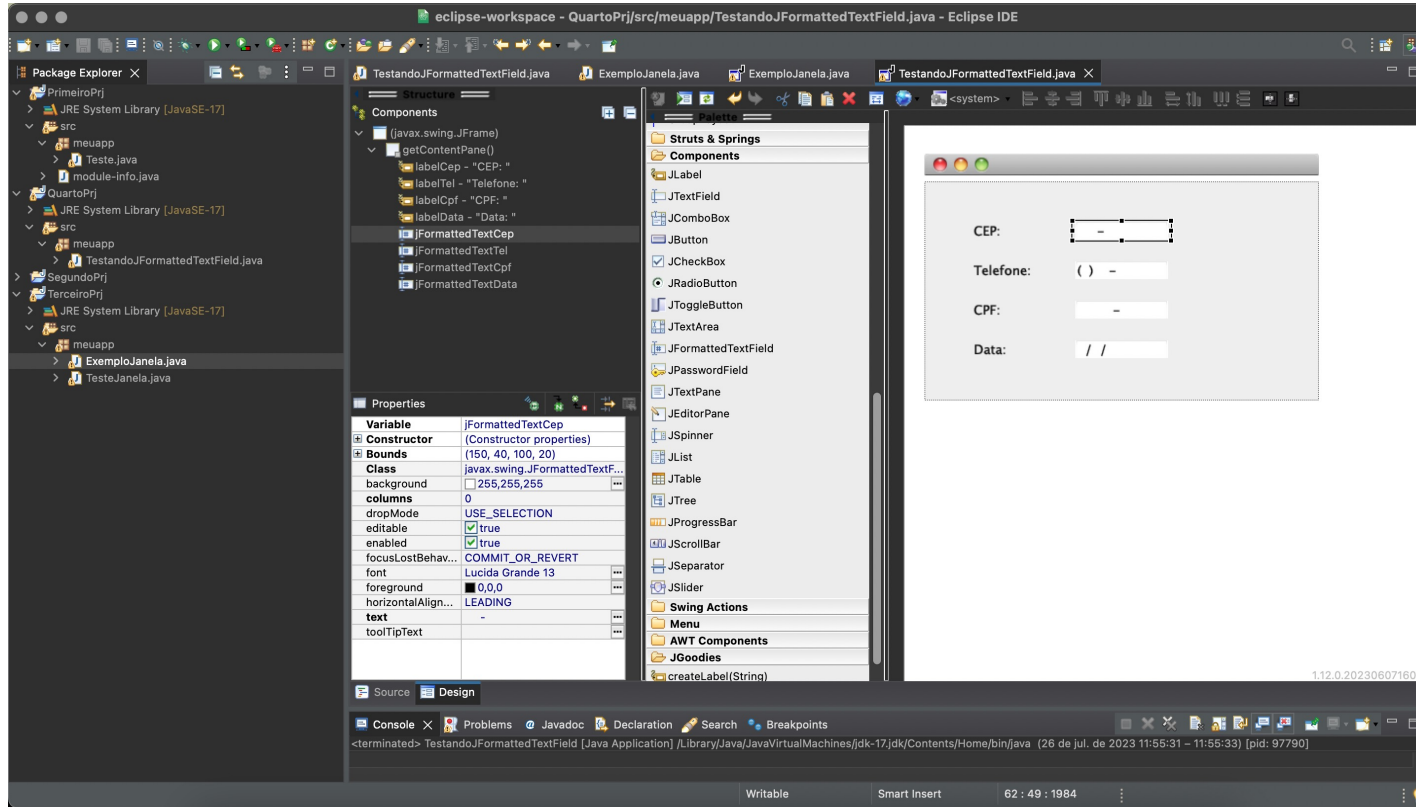 eclipse-workspace - QuartoPrj/src/meuapp/TestandoJFormattedTextField.java - Eclipse IDE
Package Explorer
PrimeiroPrj
JRE System Library [JavaSE-17]
src
meuapp
Teste.java
module-info.java
QuartoPrj
JRE System Library [JavaSE-17]
src
meuapp
TestandoJFormattedTextField.java
SegundoPrj
TerceiroPrj
JRE System Library [JavaSE-17]
src
meuapp
ExemploJanela.java
TesteJanela.java
TestandoJFormattedTextField.java
ExemploJanela.java
ExemploJanela.java
TestandoJFormattedTextField.java
Structure
Components
(javax.swing.JFrame)
getContentPane()
labelCep - "CEP: "
labelTel - "Telefone: "
labelCpf - "CPF: "
labelData - "Data: "
jFormattedTextCep
jFormattedTextTel
jFormattedTextCpf
jFormattedTextData
Properties
Variable jFormattedTextCep
Constructor (Constructor properties)
Bounds (150, 40, 100, 20)
Class javax.swing.JFormattedTextF...
background 255,255,255
columns 0
dropMode USE_SELECTION
editable true
enabled true
focusLostBehav... COMMIT_OR_REVERT
font Lucida Grande 13
foreground 0,0,0
horizontalAlign... LEADING
text -
toolTipText
<system>
Palette
Struts & Springs
Components
JLabel
JTextField
JComboBox
JButton
JCheckBox
JRadioButton
JToggleButton
JTextArea
JFormattedTextField
JPasswordField
JTextPane
JEditorPane
JSpinner
JList
JTable
JTree
JProgressBar
JScrollBar
JSeparator
JSlider
Swing Actions
Menu
AWT Components
JGoodies
createLabel(String)
CEP: -
Telefone: ( ) -
CPF: -
Data: / /
1.12.0.20230607160
Source Design
Console Problems Javadoc Declaration Search Breakpoints
<terminated> TestandoJFormattedTextField [Java Application] /Library/Java/JavaVirtualMachines/jdk-17.jdk/Contents/Home/bin/java (26 de jul. de 2023 11:55:31 – 11:55:33) [pid: 97790]
Writable Smart Insert 62 : 49 : 1984